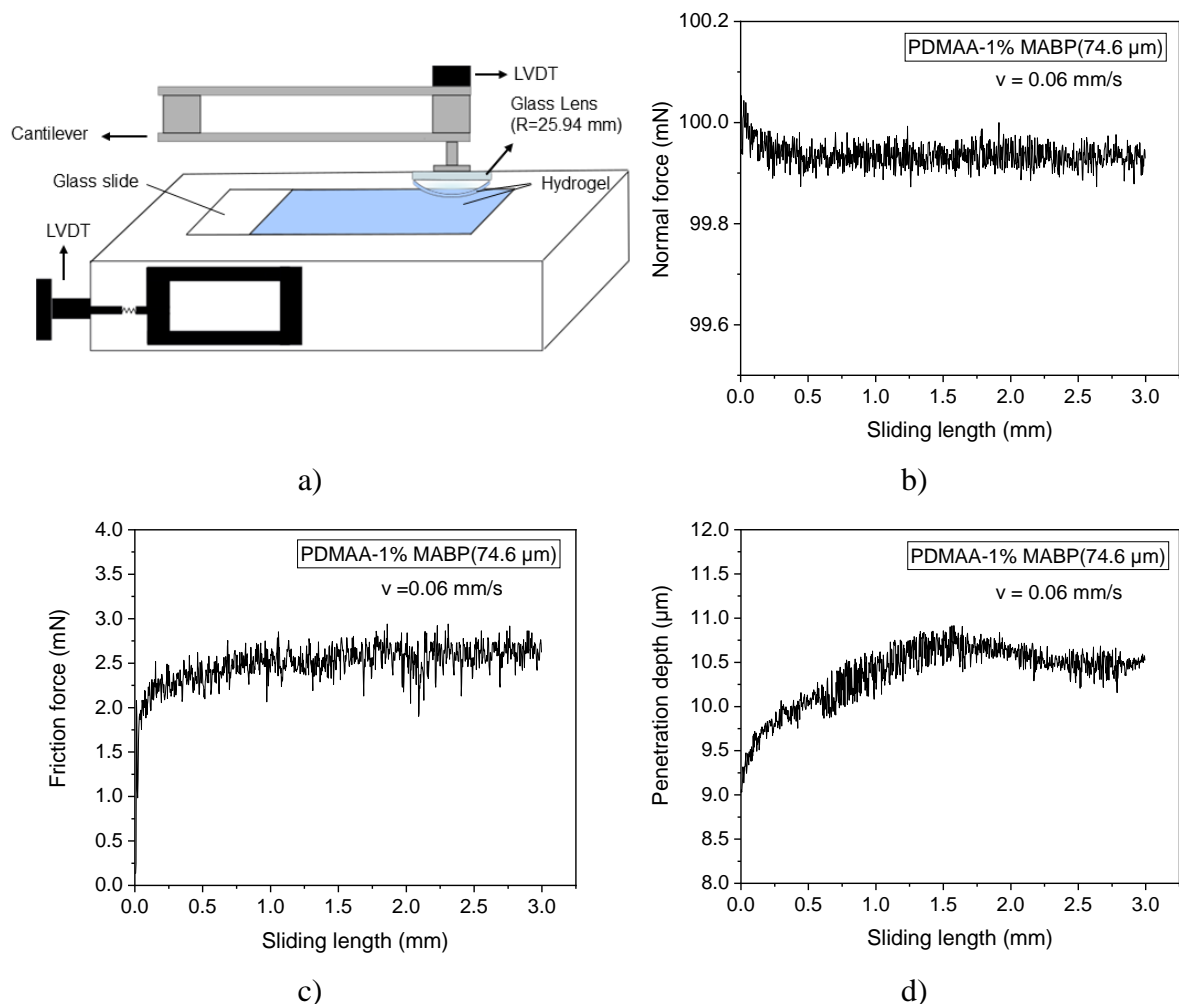 LVDT
Glass Lens
(R=25.94 mm)
Cantilever
Glass slide
Hydrogel
LVDT
a)
100.2
100.0
99.8
99.6
Normal force (mN)
PDMAA-1% MABP(74.6 µm)
v = 0.06 mm/s
0.0 0.5 1.0 1.5 2.0 2.5 3.0
Sliding length (mm)
b)
4.0
3.5
3.0
2.5
2.0
1.5
1.0
0.5
0.0
Friction force (mN)
PDMAA-1% MABP(74.6 µm)
v =0.06 mm/s
0.0 0.5 1.0 1.5 2.0 2.5 3.0
Sliding length (mm)
c)
12.0
11.5
11.0
10.5
10.0
9.5
9.0
8.5
8.0
Penetration depth (µm)
PDMAA-1% MABP(74.6 µm)
v = 0.06 mm/s
0.0 0.5 1.0 1.5 2.0 2.5 3.0
Sliding length (mm)
d)